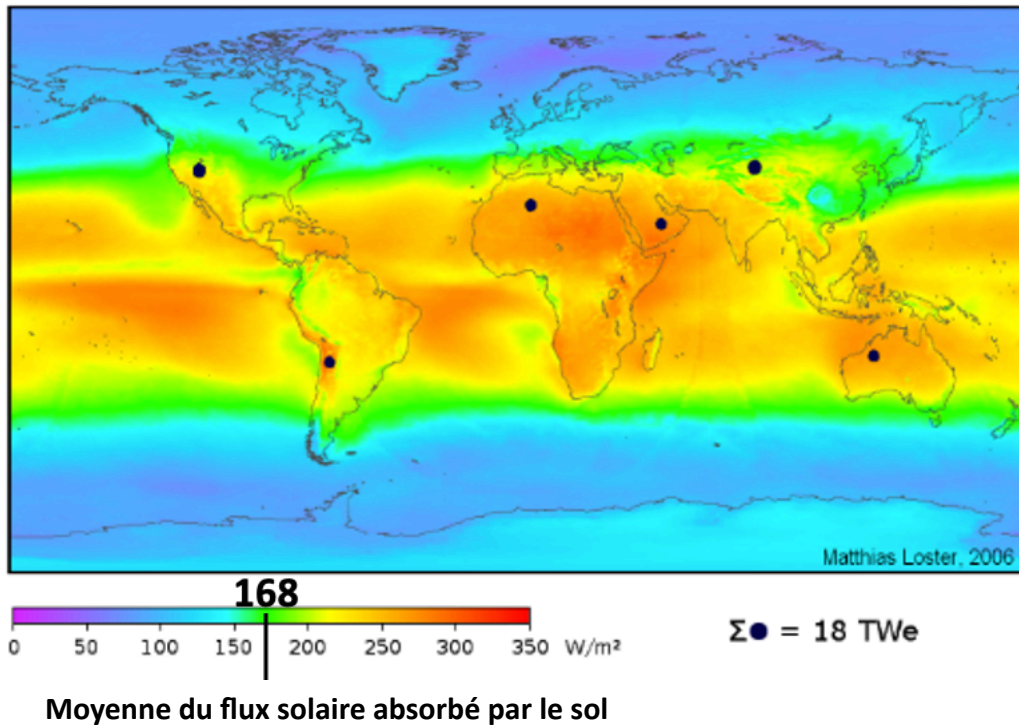 Matthias Loster, 2006
168
0 50 100 150 200 250 300 350 W/m²
Σ● = 18 TWe
Moyenne du flux solaire absorbé par le sol